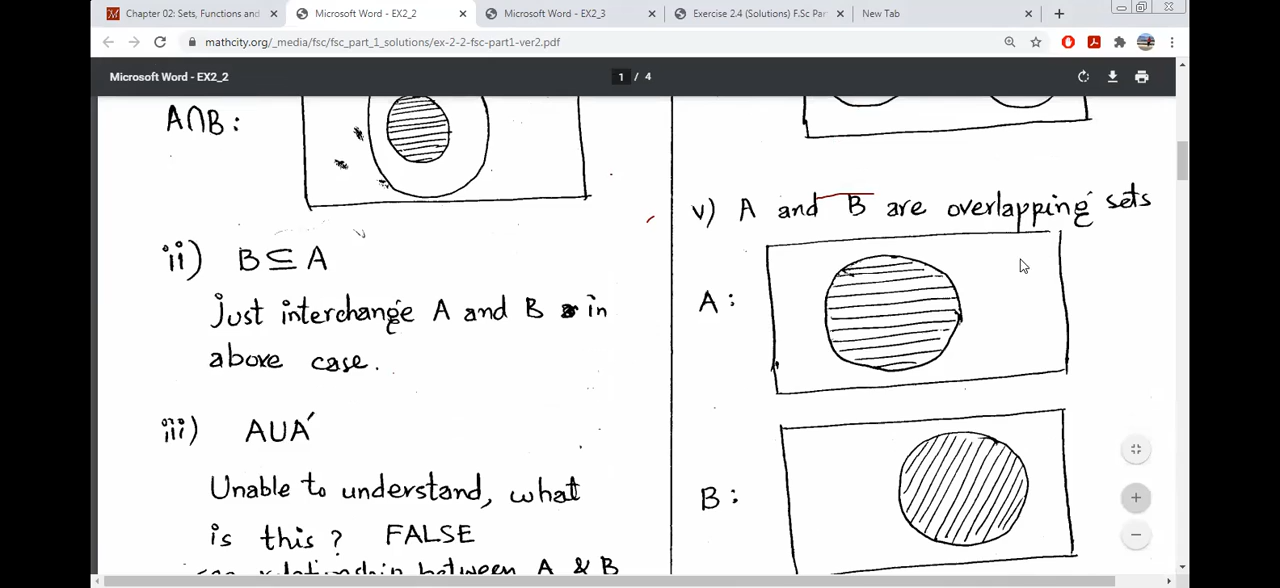 Chapter 02: Sets, Functions and
Microsoft Word - EX2_2
Microsoft Word - EX2_3
Exercise 2.4 (Solutions) F.Sc Par
New Tab
mathcity.org/_media/fsc/fsc_part_1_solutions/ex-2-2-fsc-part1-ver2.pdf
Microsoft Word - EX2_2
1 / 4
A∩B:
ii) B ⊆ A
just interchange A and B in
above case.
iii) A∪A′
Unable to understand, what
is this? FALSE
relationship between A & B
v) A and B are overlapping sets
A:
B: